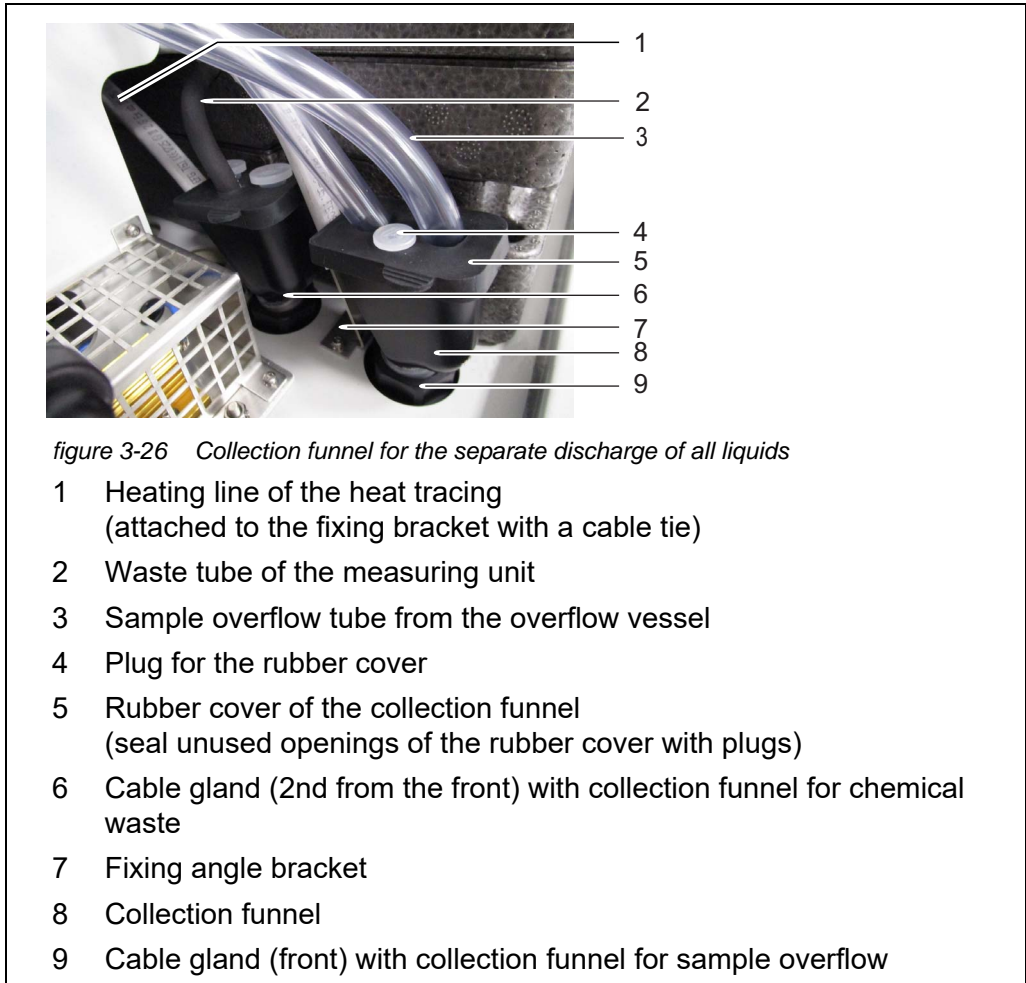 1
2
3
4
5
6
7
8
9
figure 3-26 Collection funnel for the separate discharge of all liquids
1 Heating line of the heat tracing
(attached to the fixing bracket with a cable tie)
2 Waste tube of the measuring unit
3 Sample overflow tube from the overflow vessel
4 Plug for the rubber cover
5 Rubber cover of the collection funnel
(seal unused openings of the rubber cover with plugs)
6 Cable gland (2nd from the front) with collection funnel for chemical
waste
7 Fixing angle bracket
8 Collection funnel
9 Cable gland (front) with collection funnel for sample overflow